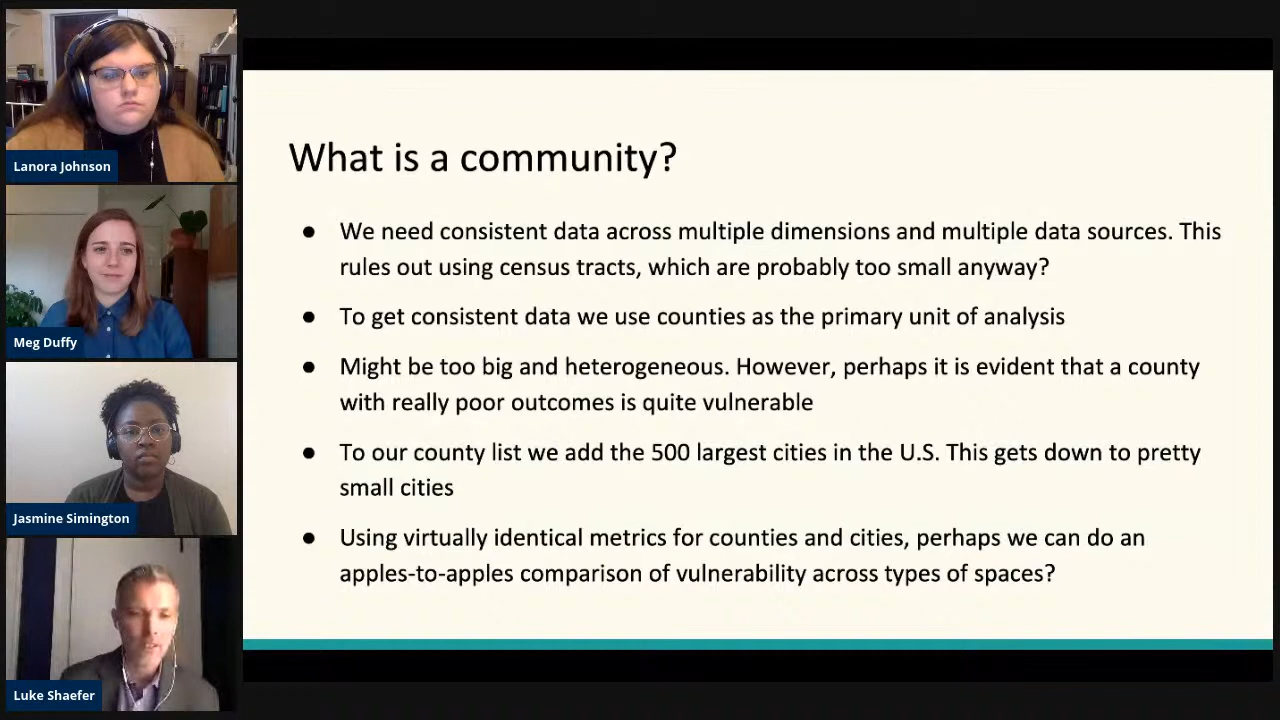 Lanora Johnson
Meg Duffy
Jasmine Simington
Luke Shaefer
What is a community?
● We need consistent data across multiple dimensions and multiple data sources. This
rules out using census tracts, which are probably too small anyway?
● To get consistent data we use counties as the primary unit of analysis
● Might be too big and heterogeneous. However, perhaps it is evident that a county
with really poor outcomes is quite vulnerable
● To our county list we add the 500 largest cities in the U.S. This gets down to pretty
small cities
● Using virtually identical metrics for counties and cities, perhaps we can do an
apples-to-apples comparison of vulnerability across types of spaces?